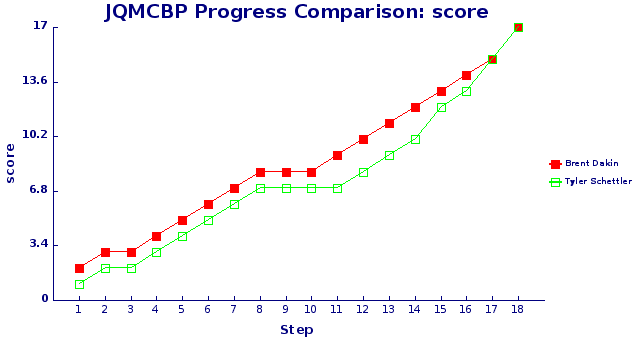 JQMCBP Progress Comparison: score
17
13.6
10.2
6.8
3.4
0
score
1 2 3 4 5 6 7 8 9 10 11 12 13 14 15 16 17 18
Step
Brent Dakin
Tyler Schettler